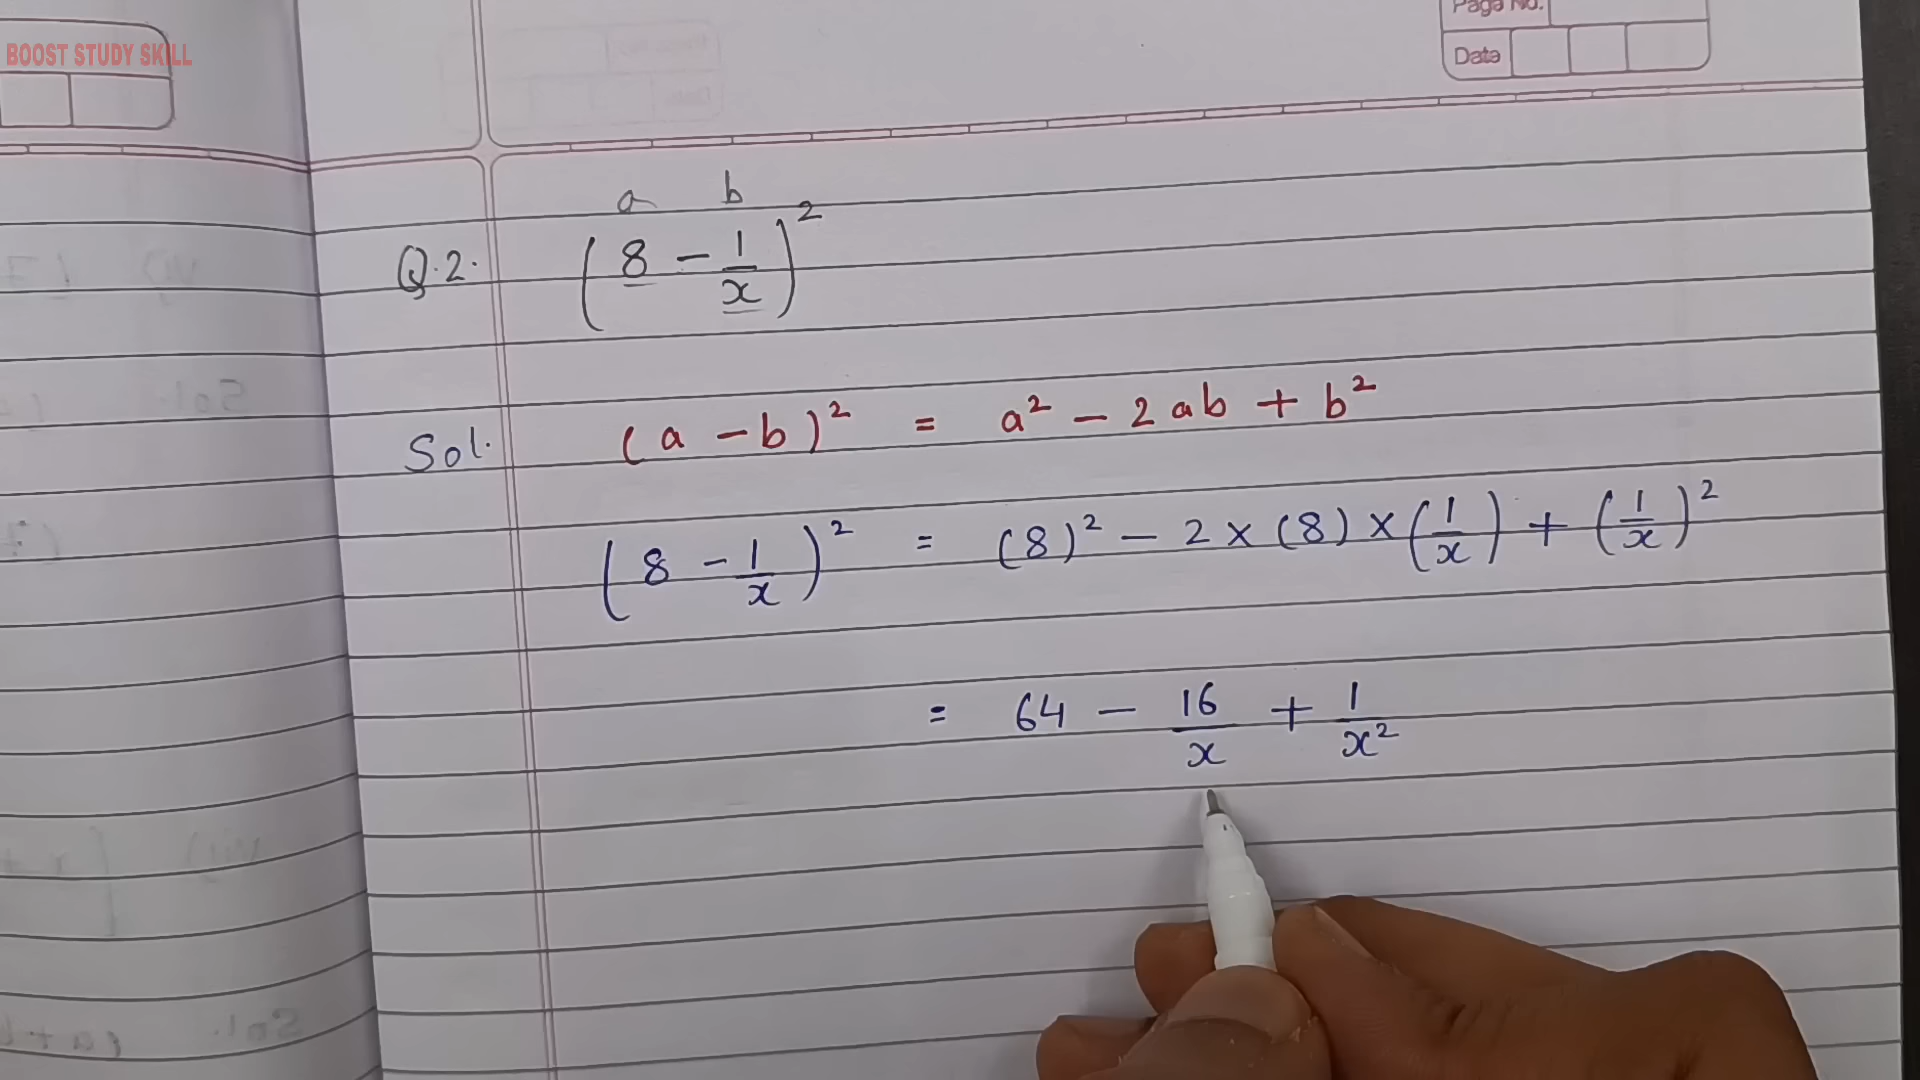 BOOST STUDY SKILL
Page No.
Data
a b
Q.2. (8 - 1/x)²
Sol. (a - b)² = a² - 2ab + b²
(8 - 1/x)² = (8)² - 2 × (8) × (1/x) + (1/x)²
= 64 - 16/x + 1/x²